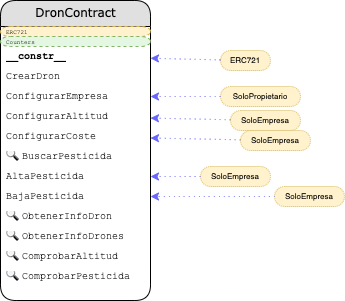 DronContract
ERC721
Counters
__constr__
ERC721
CrearDron
ConfigurarEmpresa
SoloPropietario
ConfigurarAltitud
SoloEmpresa
ConfigurarCoste
SoloEmpresa
BuscarPesticida
AltaPesticida
SoloEmpresa
BajaPesticida
SoloEmpresa
ObtenerInfoDron
ObtenerInfoDrones
ComprobarAltitud
ComprobarPesticida